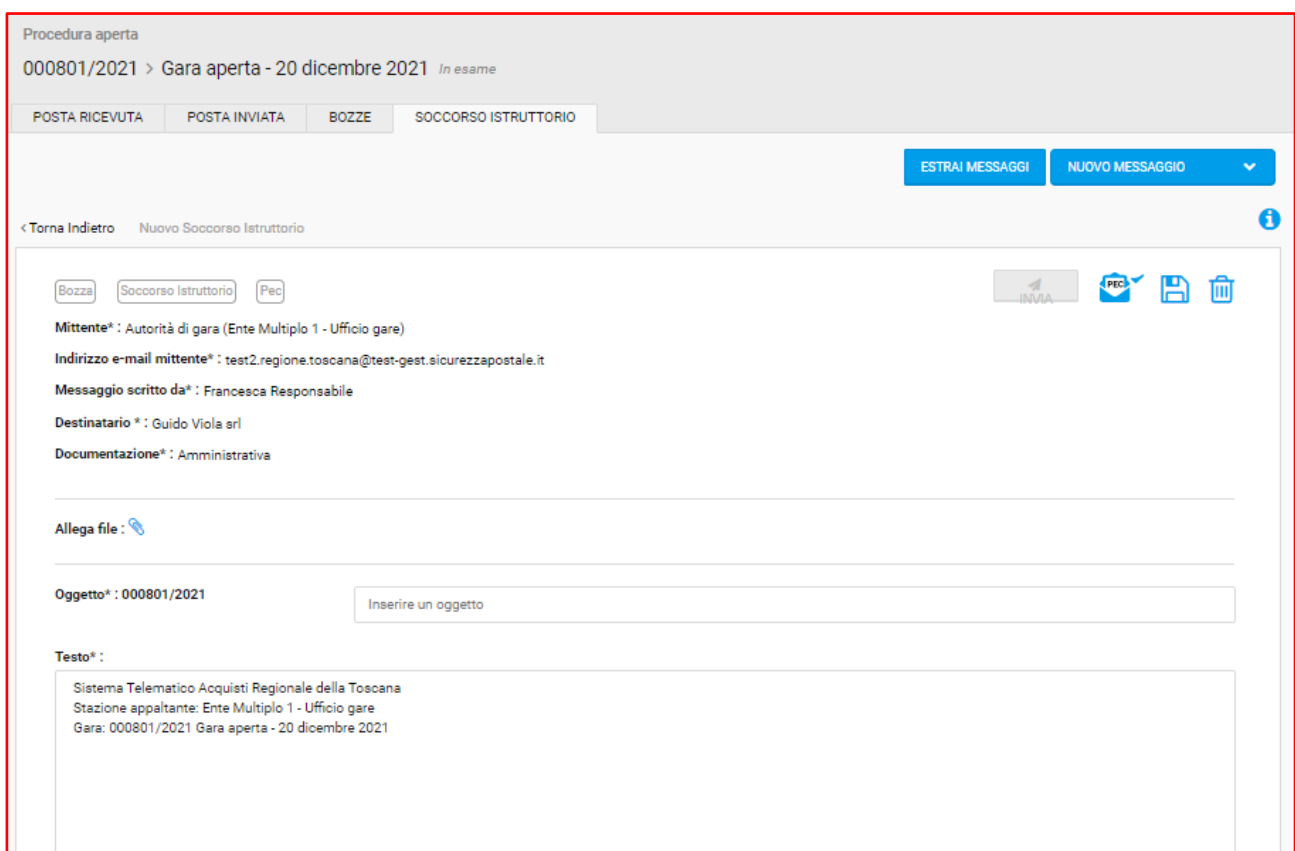 Procedura aperta
000801/2021 > Gara aperta - 20 dicembre 2021 In esame
POSTA RICEVUTA POSTA INVIATA BOZZE SOCCORSO ISTRUTTORIO
ESTRAI MESSAGGI NUOVO MESSAGGIO
< Torna Indietro Nuovo Soccorso Istruttorio
Bozza Soccorso Istruttorio Pec INVIA PEC
Mittente* : Autorità di gara (Ente Multiplo 1 - Ufficio gare)
Indirizzo e-mail mittente* : test2.regione.toscana@test-gest.sicurezzapostale.it
Messaggio scritto da* : Francesca Responsabile
Destinatario * : Guido Viola srl
Documentazione* : Amministrativa
Allega file :
Oggetto* : 000801/2021 Inserire un oggetto
Testo* :
Sistema Telematico Acquisti Regionale della Toscana
Stazione appaltante: Ente Multiplo 1 - Ufficio gare
Gara: 000801/2021 Gara aperta - 20 dicembre 2021